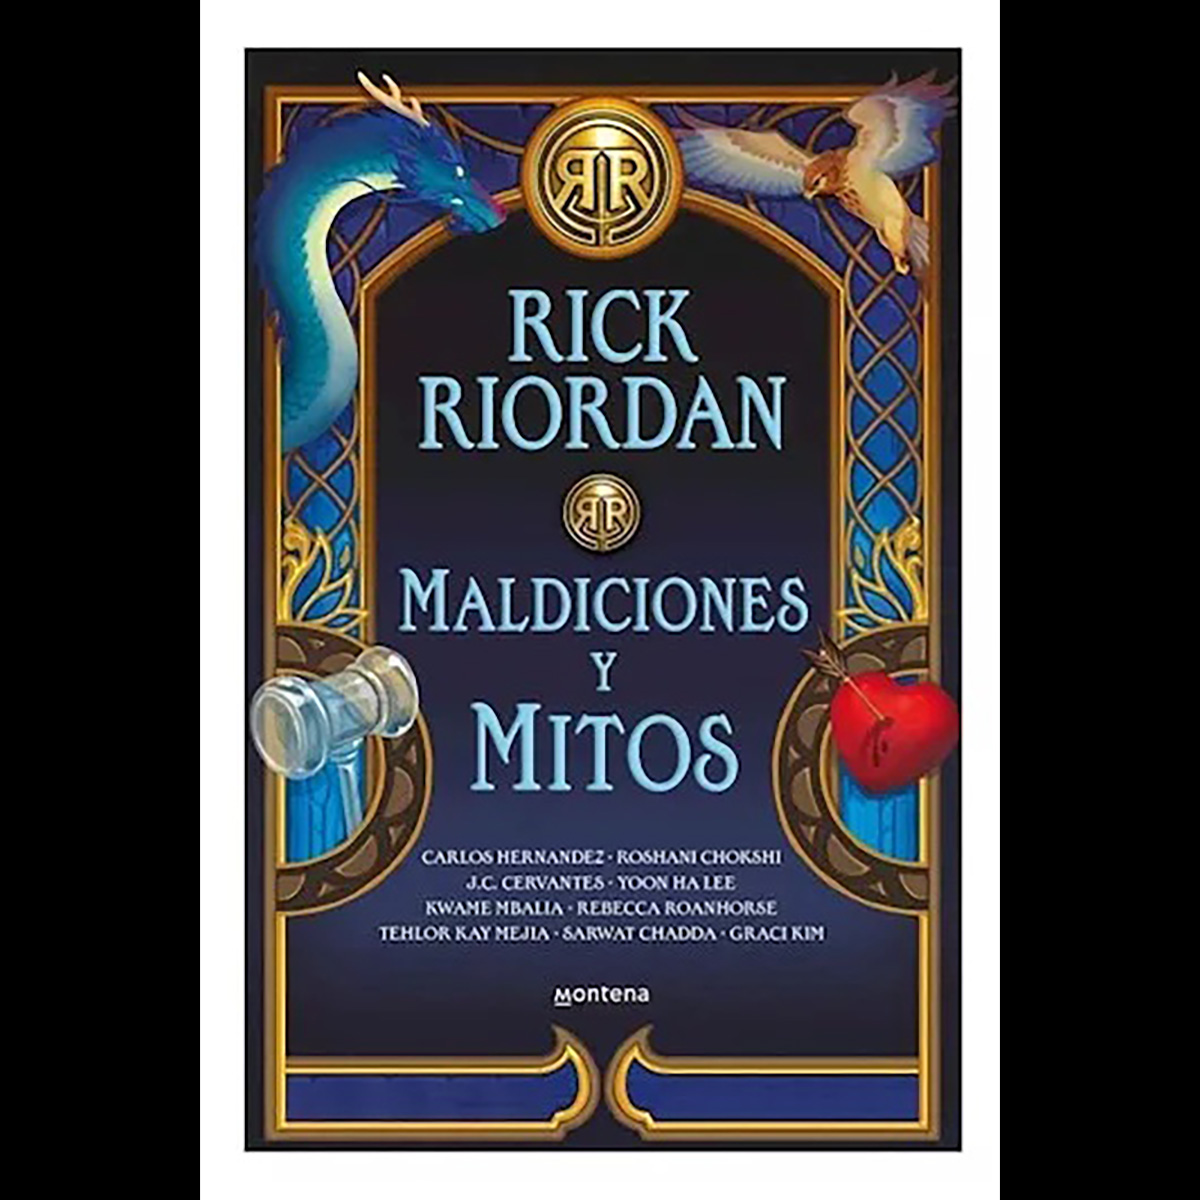 RR
RICK
RIORDAN
RR
MALDICIONES
Y
MITOS
CARLOS HERNANDEZ · ROSHANI CHOKSHI
J.C. CERVANTES · YOON HA LEE
KWAME MBALIA · REBECCA ROANHORSE
TEHLOR KAY MEJIA · SARWAT CHADDA · GRACI KIM
Montena